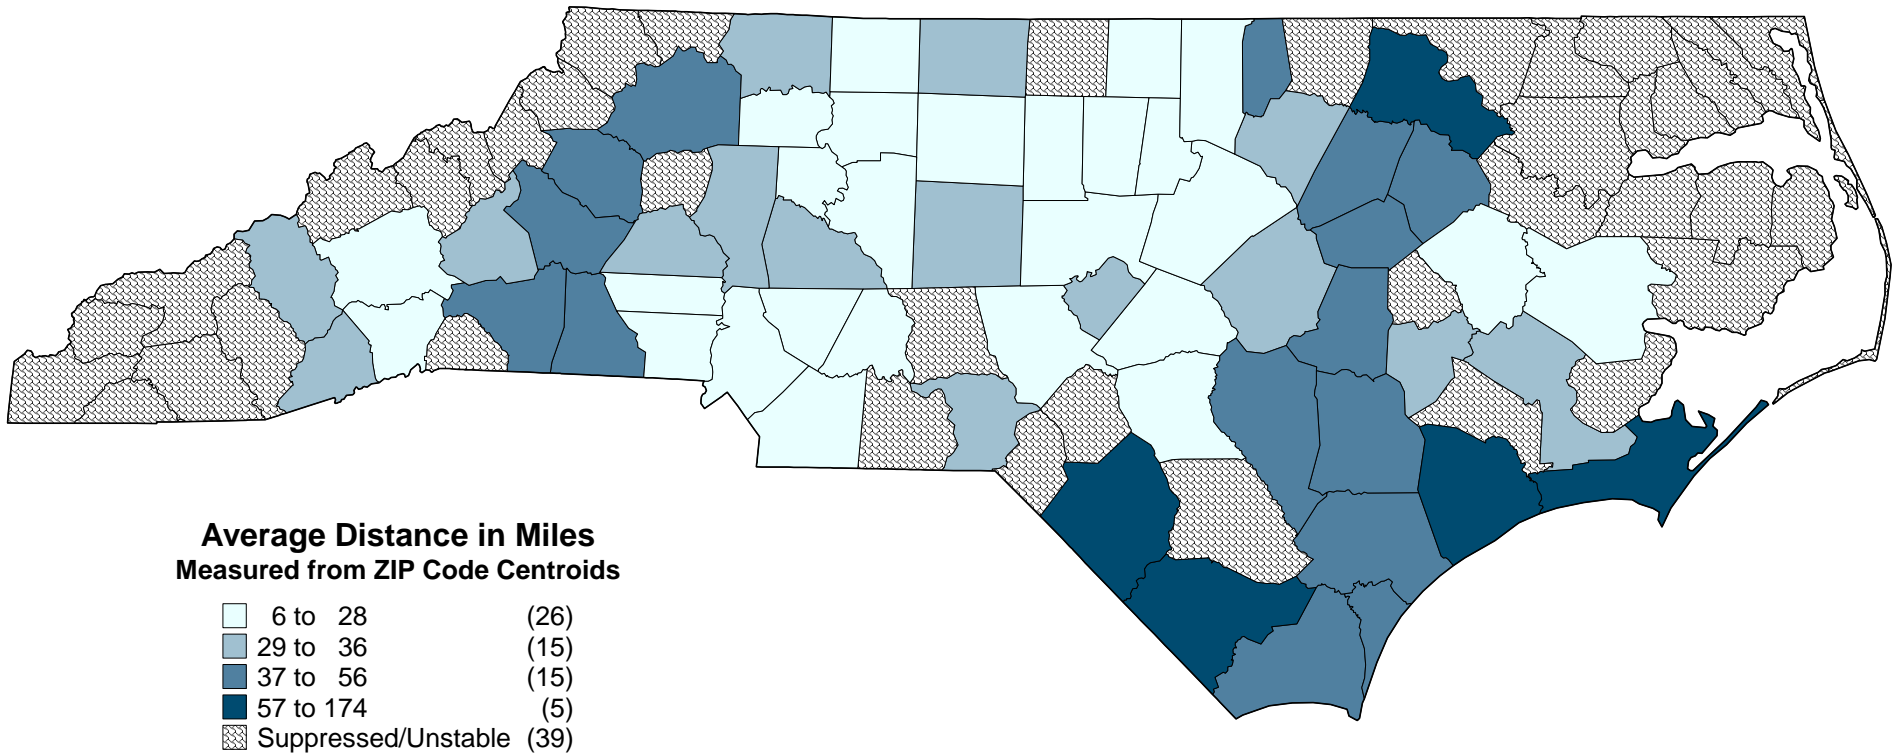 Average Distance in Miles
Measured from ZIP Code Centroids
6 to 28 (26)
29 to 36 (15)
37 to 56 (15)
57 to 174 (5)
Suppressed/Unstable (39)